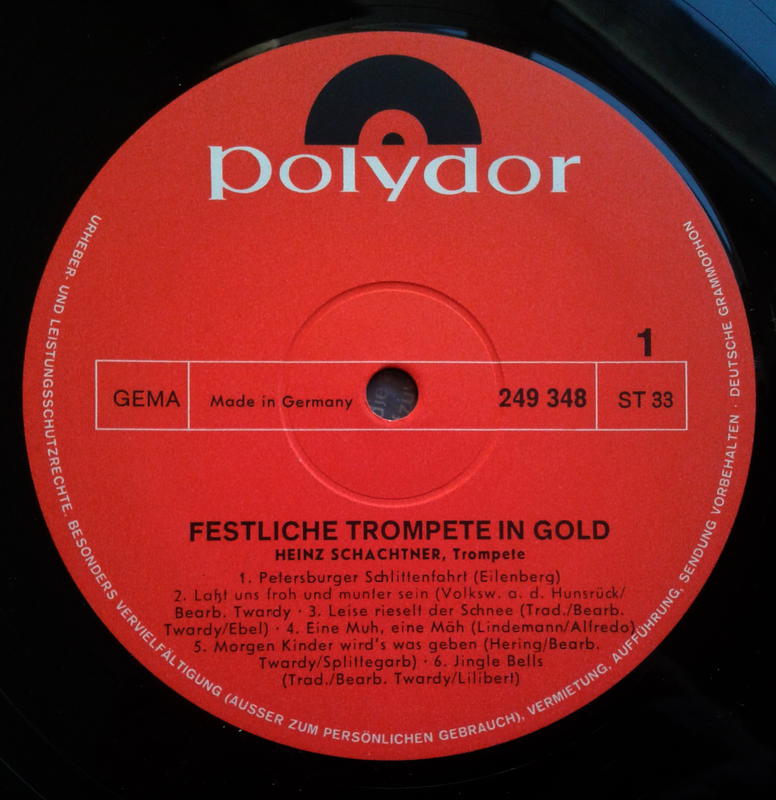 polydor
URHEBER- UND LEISTUNGSSCHUTZRECHTE. BESONDERS VERVIELFÄLTIGUNG (AUSSER ZUM PERSÖNLICHEN GEBRAUCH), VERMIETUNG, AUFFÜHRUNG, SENDUNG VORBEHALTEN · DEUTSCHE GRAMMOPHON
1
GEMA Made in Germany 249 348 ST 33
FESTLICHE TROMPETE IN GOLD
HEINZ SCHACHTNER, Trompete
1. Petersburger Schlittenfahrt (Eilenberg)
2. Laßt uns froh und munter sein (Volksw. a. d. Hunsrück/
Bearb. Twardy · 3. Leise rieselt der Schnee (Trad./Bearb.
Twardy/Ebel) · 4. Eine Muh, eine Mäh (Lindemann/Alfredo)
5. Morgen Kinder wird's was geben (Hering/Bearb.
Twardy/Splittegarb) · 6. Jingle Bells
(Trad./Bearb. Twardy/Lilibert)